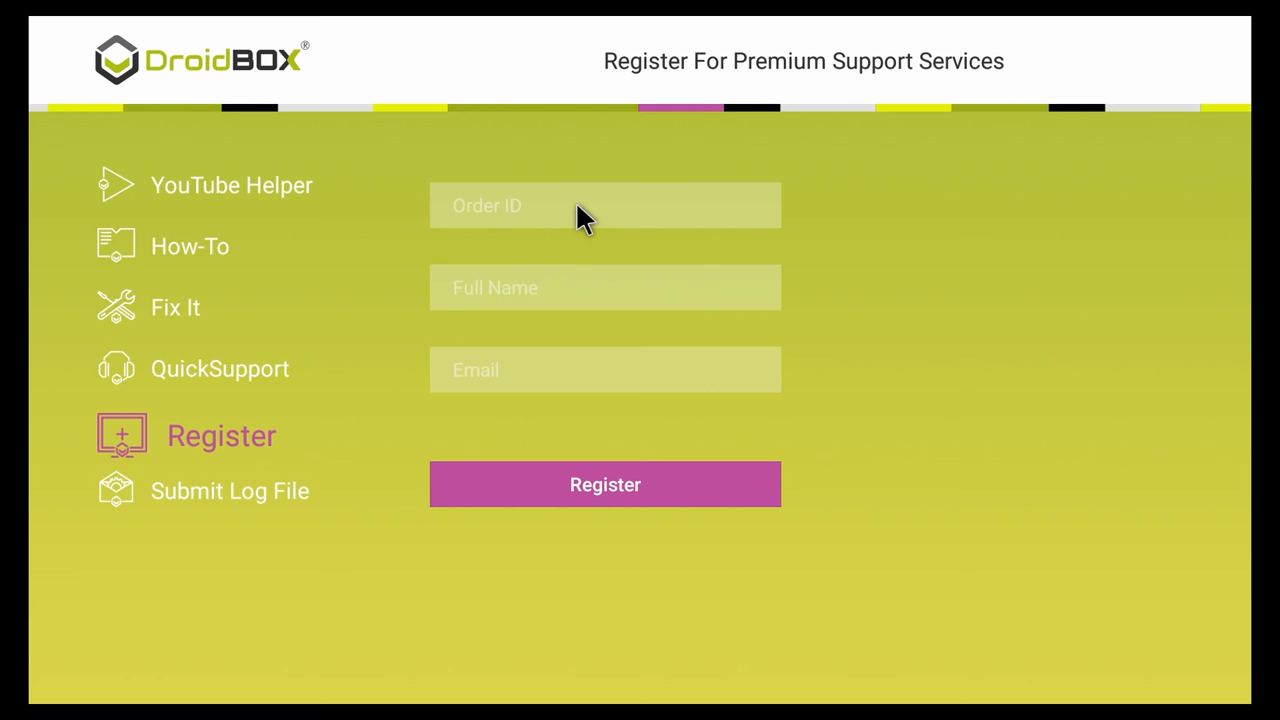 DroidBOX®
Register For Premium Support Services
YouTube Helper
How-To
Fix It
QuickSupport
Register
Submit Log File
Order ID
Full Name
Email
Register